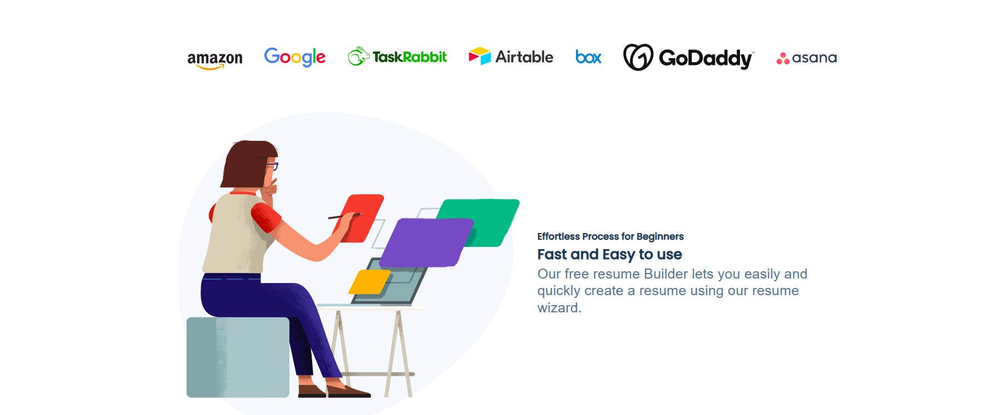 amazon Google TaskRabbit Airtable box GoDaddy™ asana
Effortless Process for Beginners
Fast and Easy to use
Our free resume Builder lets you easily and
quickly create a resume using our resume
wizard.